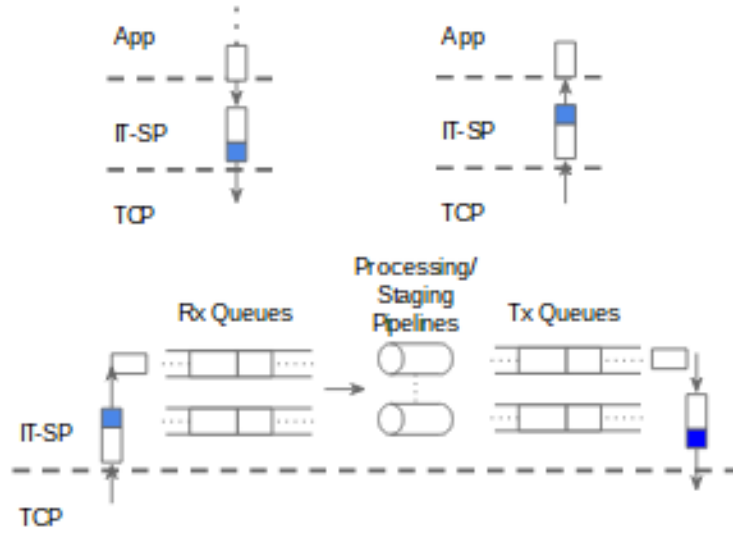 App
App
IT-SP
IT-SP
TCP
TCP
Processing/
Staging
Pipelines
Rx Queues
Tx Queues
IT-SP
TCP